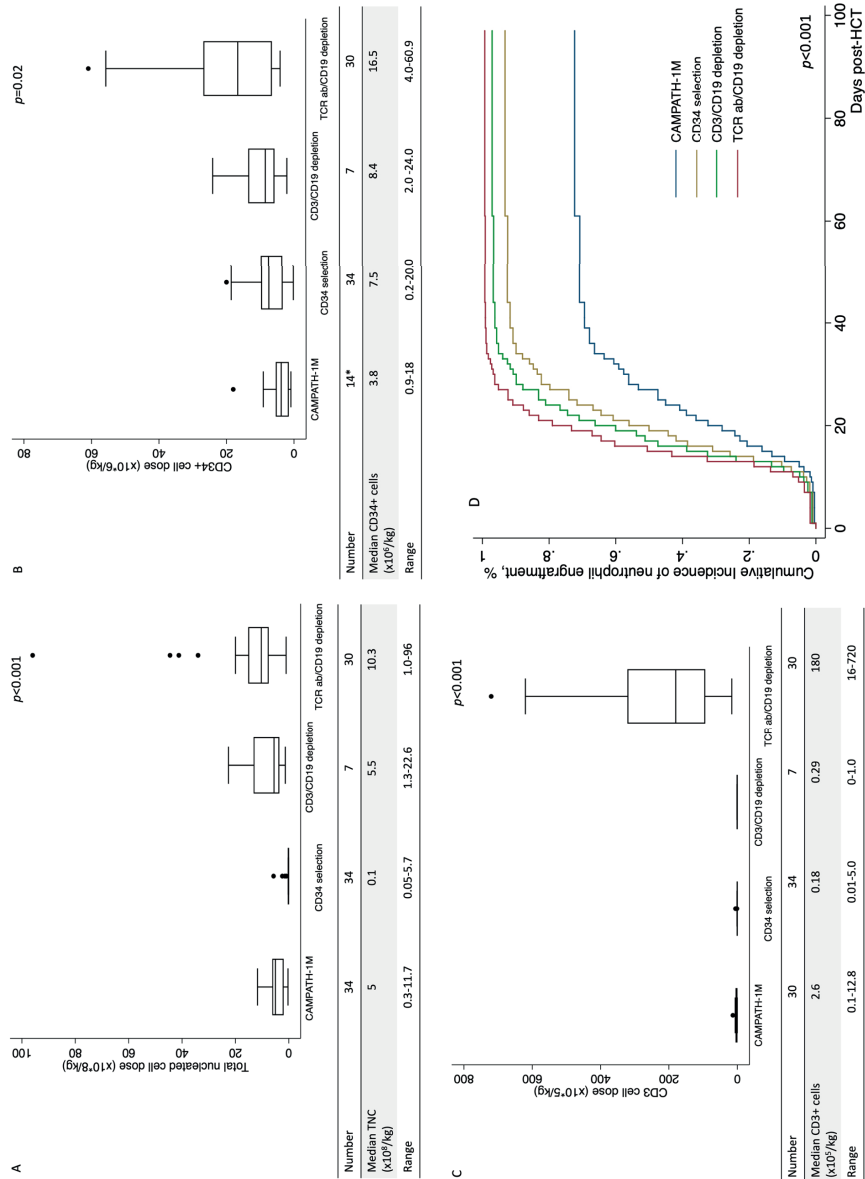 A
p<0.001
Total nucleated cell dose (x10*8/kg)
100
80
60
40
20
0
CAMPATH-1M
CD34 selection
CD3/CD19 depletion
TCR ab/CD19 depletion
Number 34 34 7 30
Median TNC (x10⁸/kg) 5 0.1 5.5 10.3
Range 0.3-11.7 0.05-5.7 1.3-22.6 1.0-96
B
p=0.02
CD34+ cell dose (x10*6/kg)
80
60
40
20
0
CAMPATH-1M
CD34 selection
CD3/CD19 depletion
TCR ab/CD19 depletion
Number 14* 34 7 30
Median CD34+ cells (x10⁶/kg) 3.8 7.5 8.4 16.5
Range 0.9-18 0.2-20.0 2.0-24.0 4.0-60.9
C
p<0.001
CD3 cell dose (x10*5/kg)
800
600
400
200
0
CAMPATH-1M
CD34 selection
CD3/CD19 depletion
TCR ab/CD19 depletion
Number 30 34 7 30
Median CD3+ cells (x10⁵/kg) 2.6 0.18 0.29 180
Range 0.1-12.8 0.01-5.0 0-1.0 16-720
D
Cumulative Incidence of neutrophil engraftment, %
1
.8
.6
.4
.2
0
CAMPATH-1M
CD34 selection
CD3/CD19 depletion
TCR ab/CD19 depletion
p<0.001
0
20
40
60
80
100
Days post-HCT